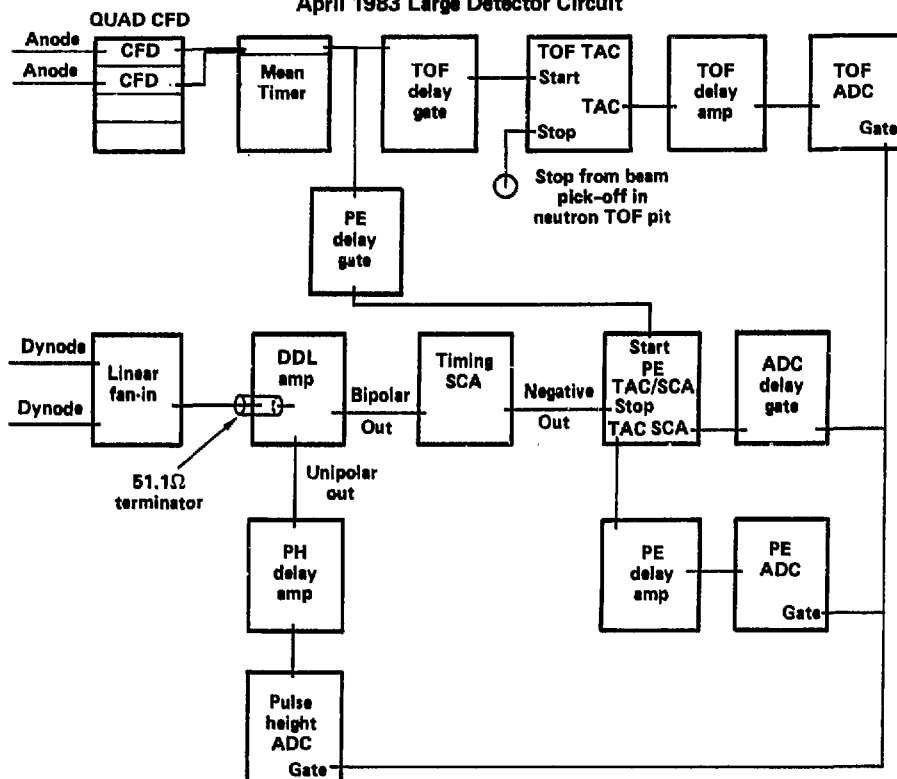 April 1983 Large Detector Circuit
QUAD CFD
Anode
CFD
Anode
CFD
Mean
Timer
TOF
delay
gate
TOF TAC
Start
TAC
Stop
TOF
delay
amp
TOF
ADC
Gate
Stop from beam
pick-off in
neutron TOF pit
PE
delay
gate
Dynode
Dynode
Linear
fan-in
DDL
amp
Bipolar
Out
Timing
SCA
Negative
Out
Start
PE
TAC/SCA
Stop
TAC SCA
ADC
delay
gate
51.1Ω
terminator
Unipolar
out
PH
delay
amp
PE
delay
amp
PE
ADC
Gate
Pulse
height
ADC
Gate